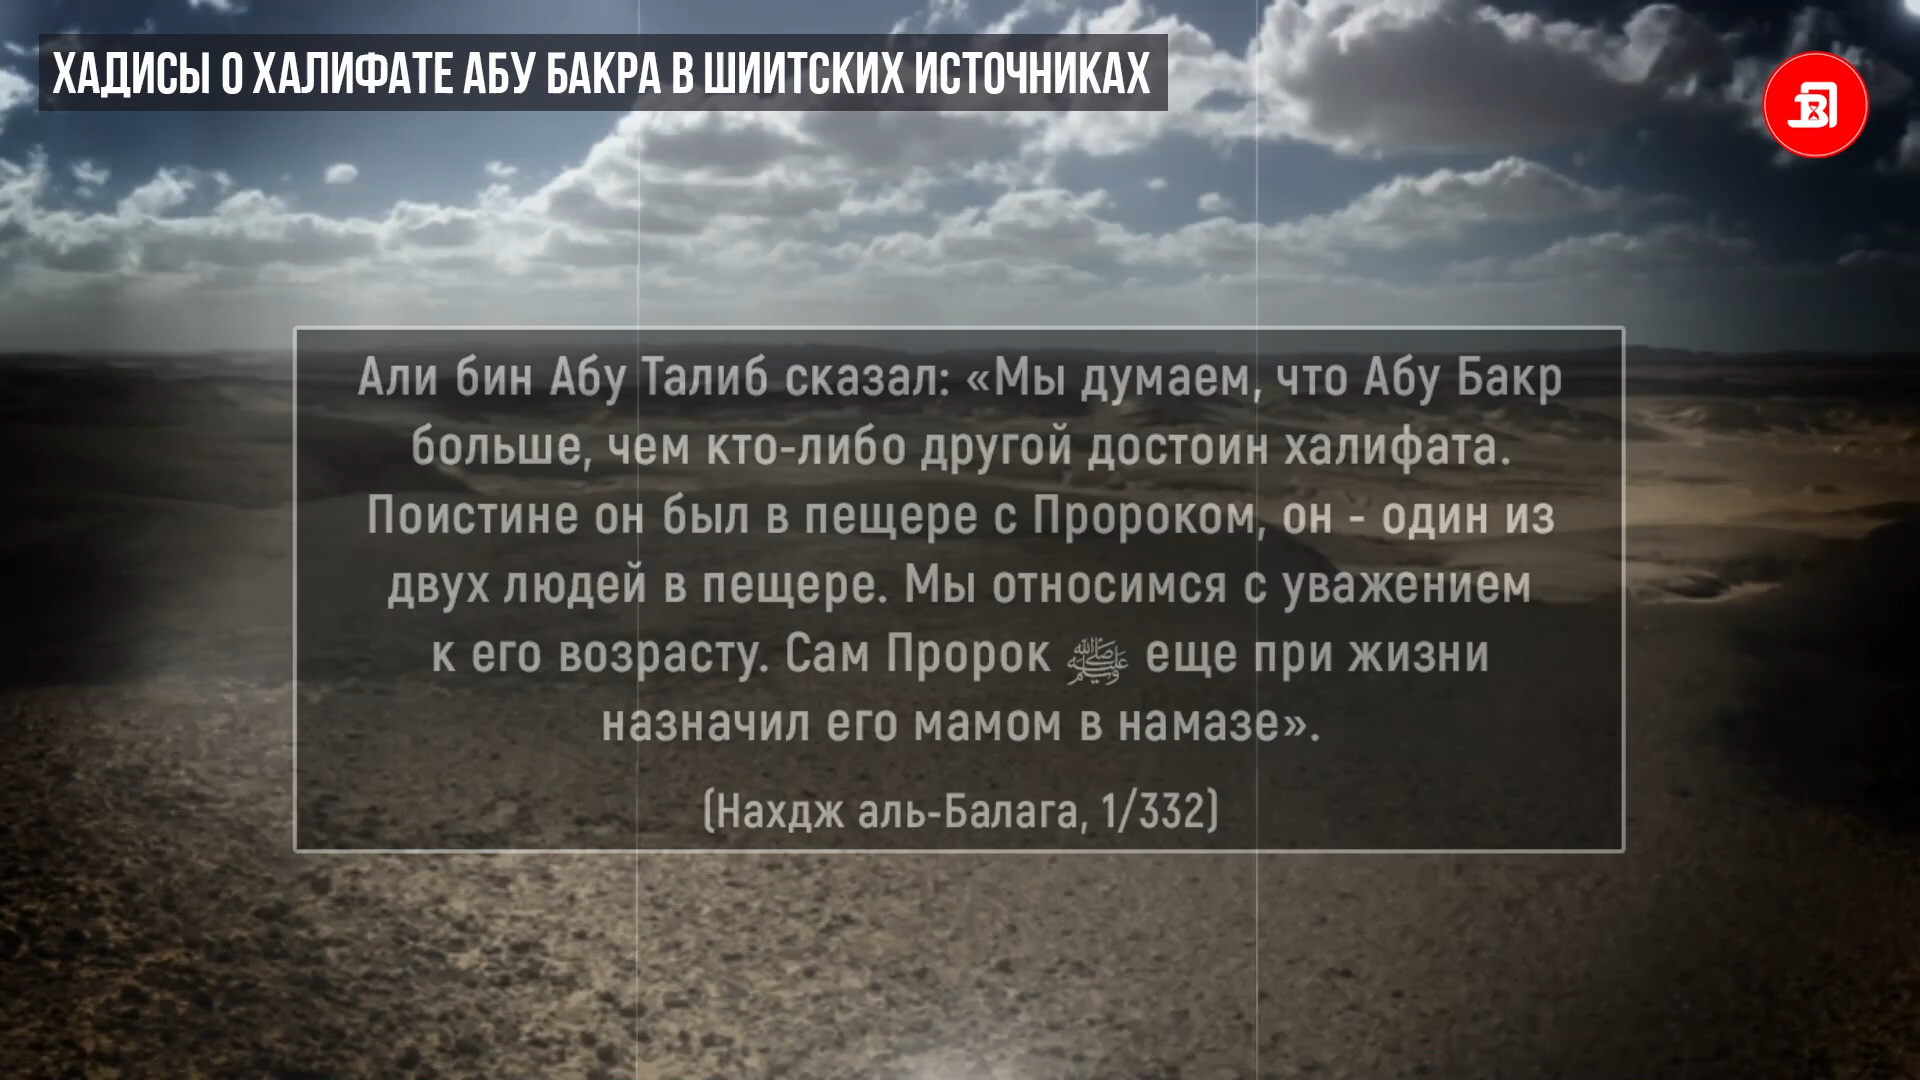 ХАДИСЫ О ХАЛИФАТЕ АБУ БАКРА В ШИИТСКИХ ИСТОЧНИКАХ
Али бин Абу Талиб сказал: «Мы думаем, что Абу Бакр
больше, чем кто-либо другой достоин халифата.
Поистине он был в пещере с Пророком, он - один из
двух людей в пещере. Мы относимся с уважением
к его возрасту. Сам Пророк ﷺ еще при жизни
назначил его мамом в намазе».
(Нахдж аль-Балага, 1/332)